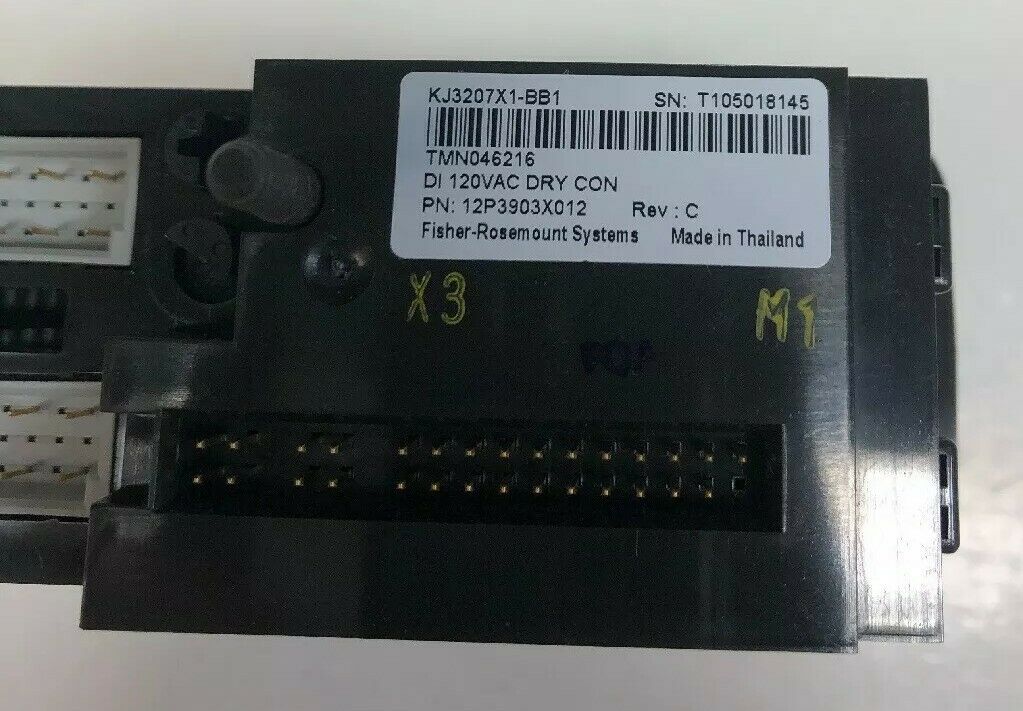 KJ3207X1-BB1 SN: T105018145
TMN046216
DI 120VAC DRY CON
PN: 12P3903X012 Rev : C
Fisher-Rosemount Systems Made in Thailand
X3